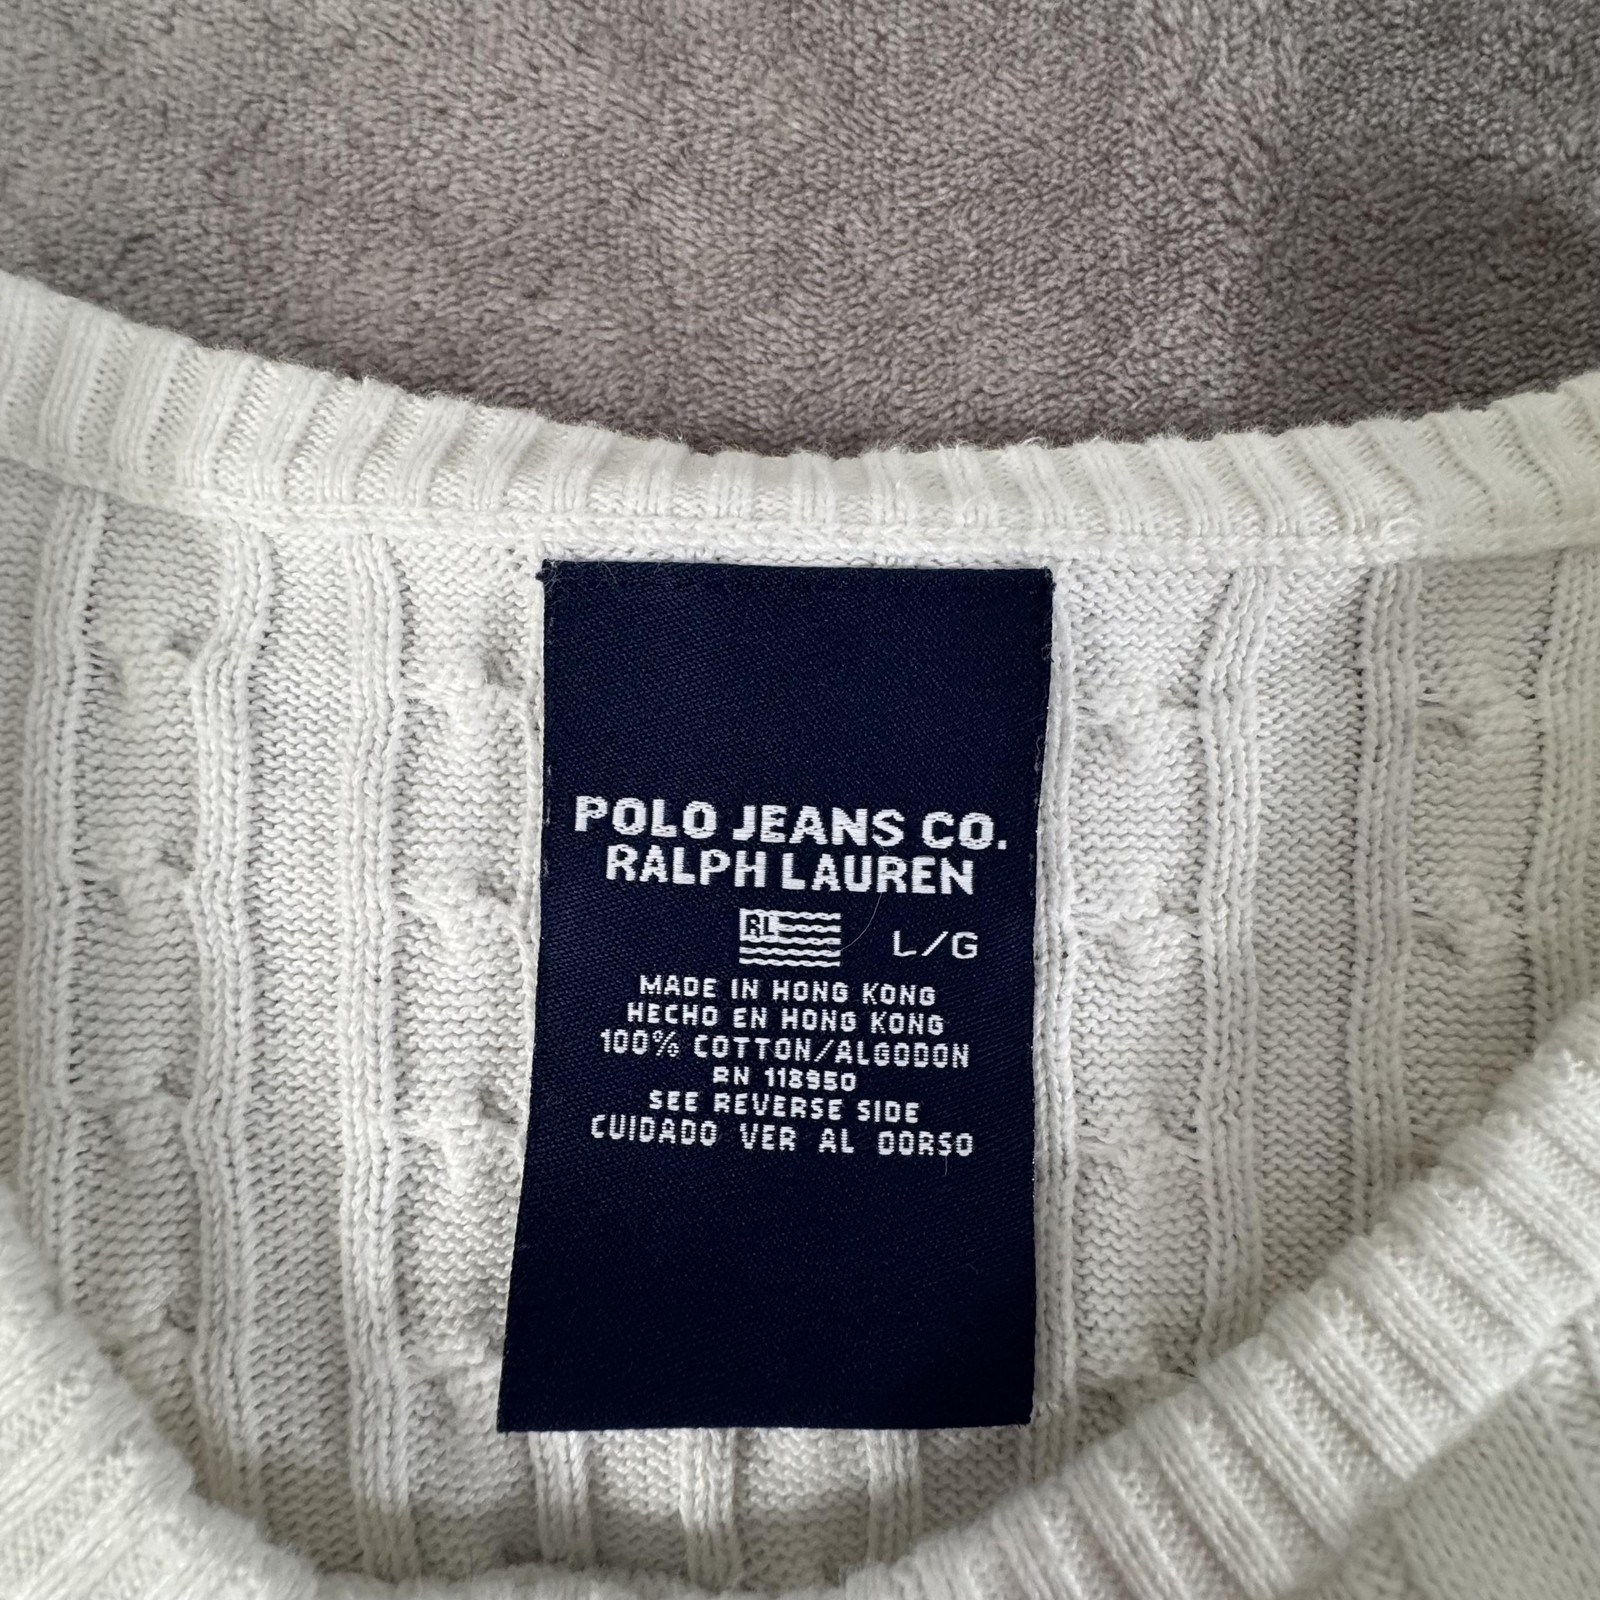 POLO JEANS CO.
RALPH LAUREN
RL
L/G
MADE IN HONG KONG
HECHO EN HONG KONG
100% COTTON/ALGODON
RN 118950
SEE REVERSE SIDE
CUIDADO VER AL DORSO